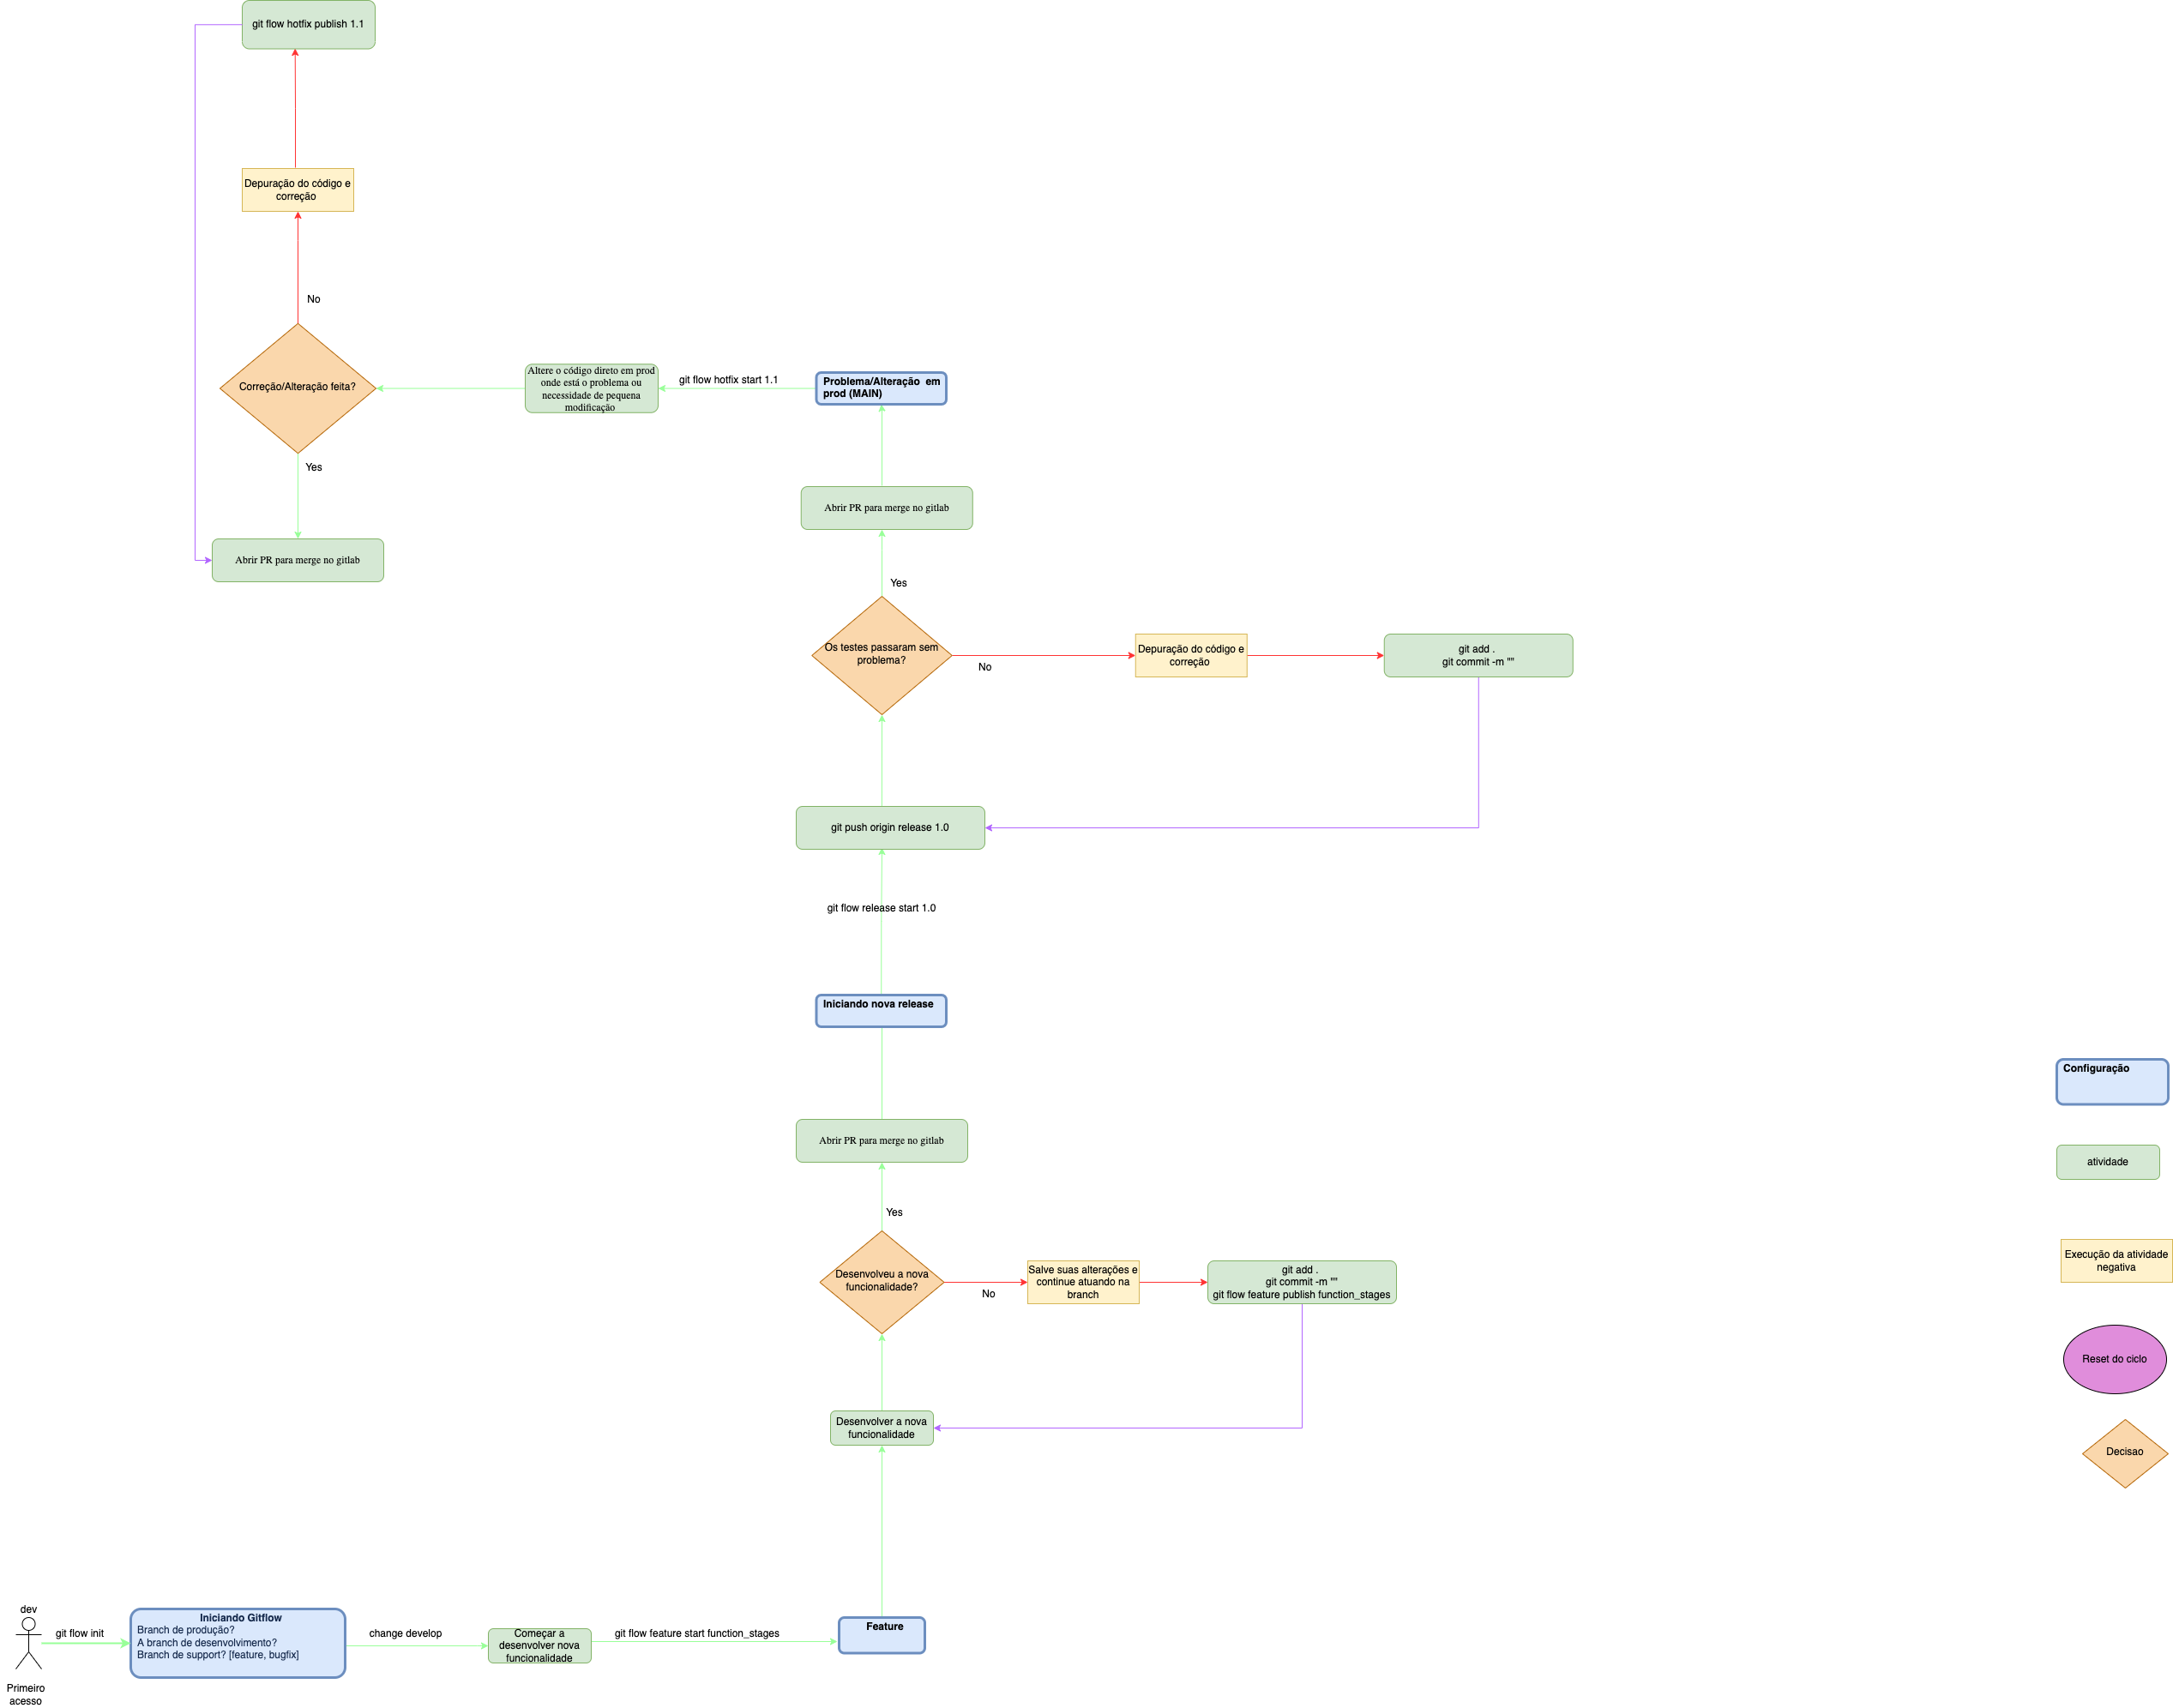 git flow hotfix publish 1.1
Depuração do código e
correção
No
Correção/Alteração feita?
Altere o código direto em prod
onde está o problema ou
necessidade de pequena
modificação
git flow hotfix start 1.1
Problema/Alteração em
prod (MAIN)
Yes
Abrir PR para merge no gitlab
Abrir PR para merge no gitlab
Yes
Os testes passaram sem
problema?
No
Depuração do código e
correção
git add .
git commit -m ""
git push origin release 1.0
git flow release start 1.0
Iniciando nova release
Abrir PR para merge no gitlab
Yes
Desenvolveu a nova
funcionalidade?
No
Salve suas alterações e
continue atuando na
branch
git add .
git commit -m ""
git flow feature publish function_stages
Desenvolver a nova
funcionalidade
Configuração
atividade
Execução da atividade
negativa
Reset do ciclo
Decisao
dev
git flow init
Primeiro
acesso
Iniciando Gitflow
Branch de produção?
A branch de desenvolvimento?
Branch de support? [feature, bugfix]
change develop
Começar a
desenvolver nova
funcionalidade
git flow feature start function_stages
Feature